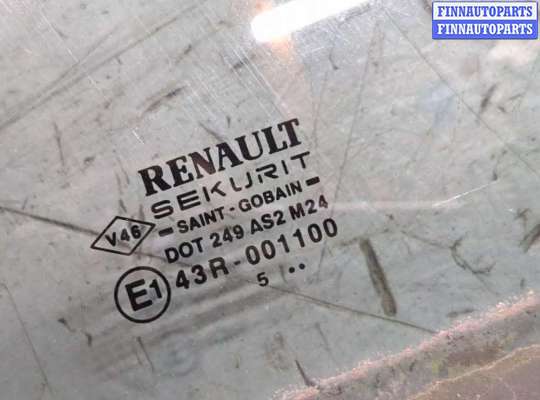 FINNAUTOPARTS
FINNAUTOPARTS
RENAULT
SEKURIT
SAINT-GOBAIN
V46
DOT 249 AS2 M24
E1
43R-001100
5 ..